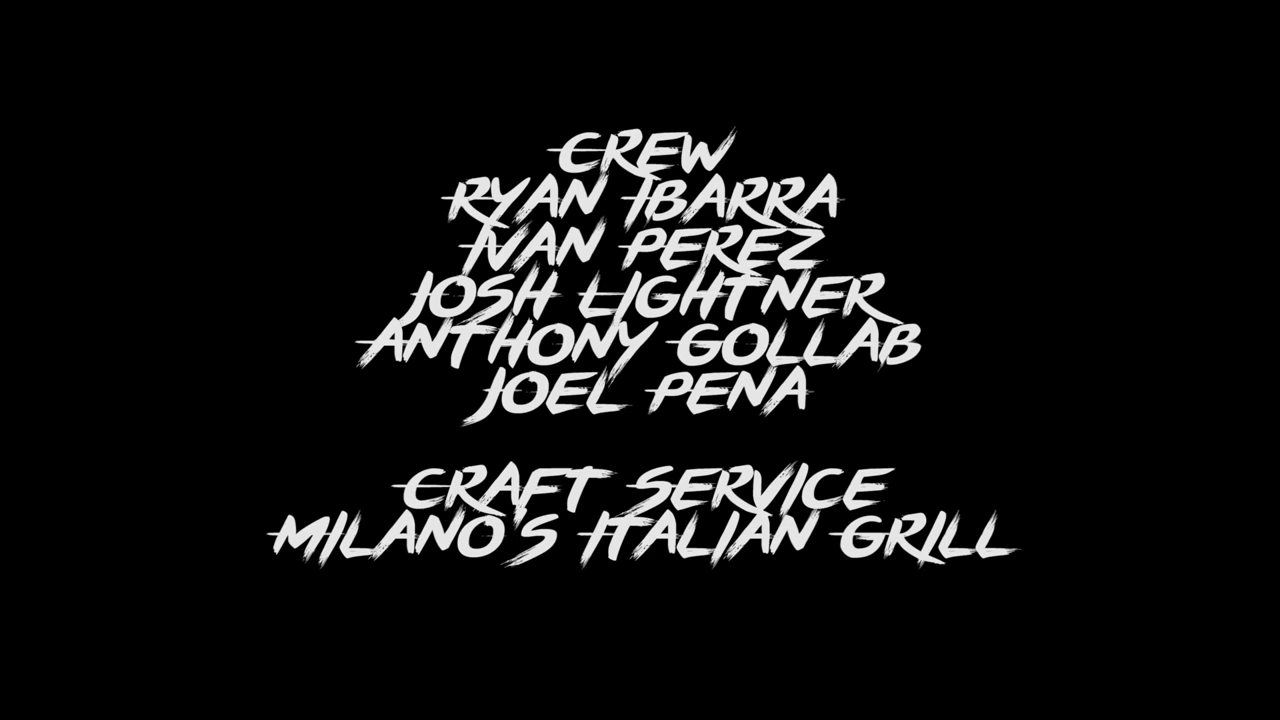 CREW
RYAN IBARRA
IVAN PEREZ
JOSH LIGHTNER
ANTHONY GOLLAB
JOEL PENA
CRAFT SERVICE
MILANO'S ITALIAN GRILL